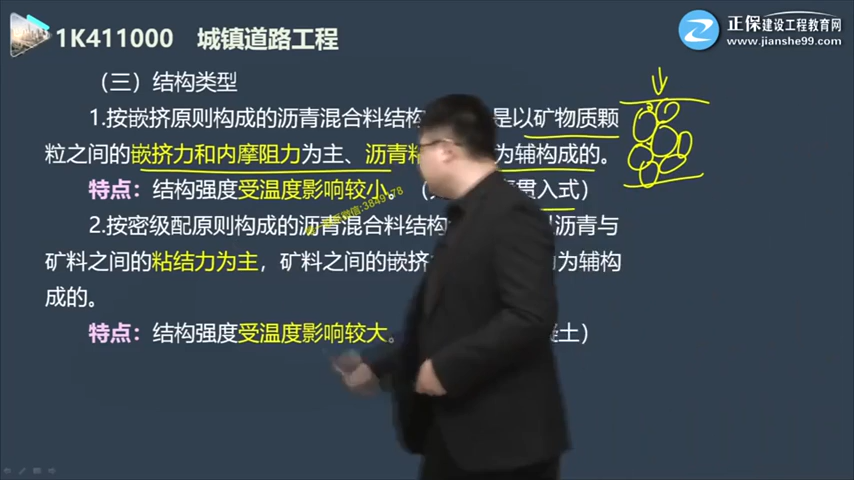 1K411000 城镇道路工程
正保建设工程教育网
www.jianshe99.com
（三）结构类型
1.按嵌挤原则构成的沥青混合料结构 是以矿物质颗
粒之间的嵌挤力和内摩阻力为主、沥青 为辅构成的。
特点：结构强度受温度影响较小。（ 贯入式）
2.按密级配原则构成的沥青混合料结构 沥青与
矿料之间的粘结力为主，矿料之间的嵌挤 力为辅构
成的。
特点：结构强度受温度影响较大。 土）